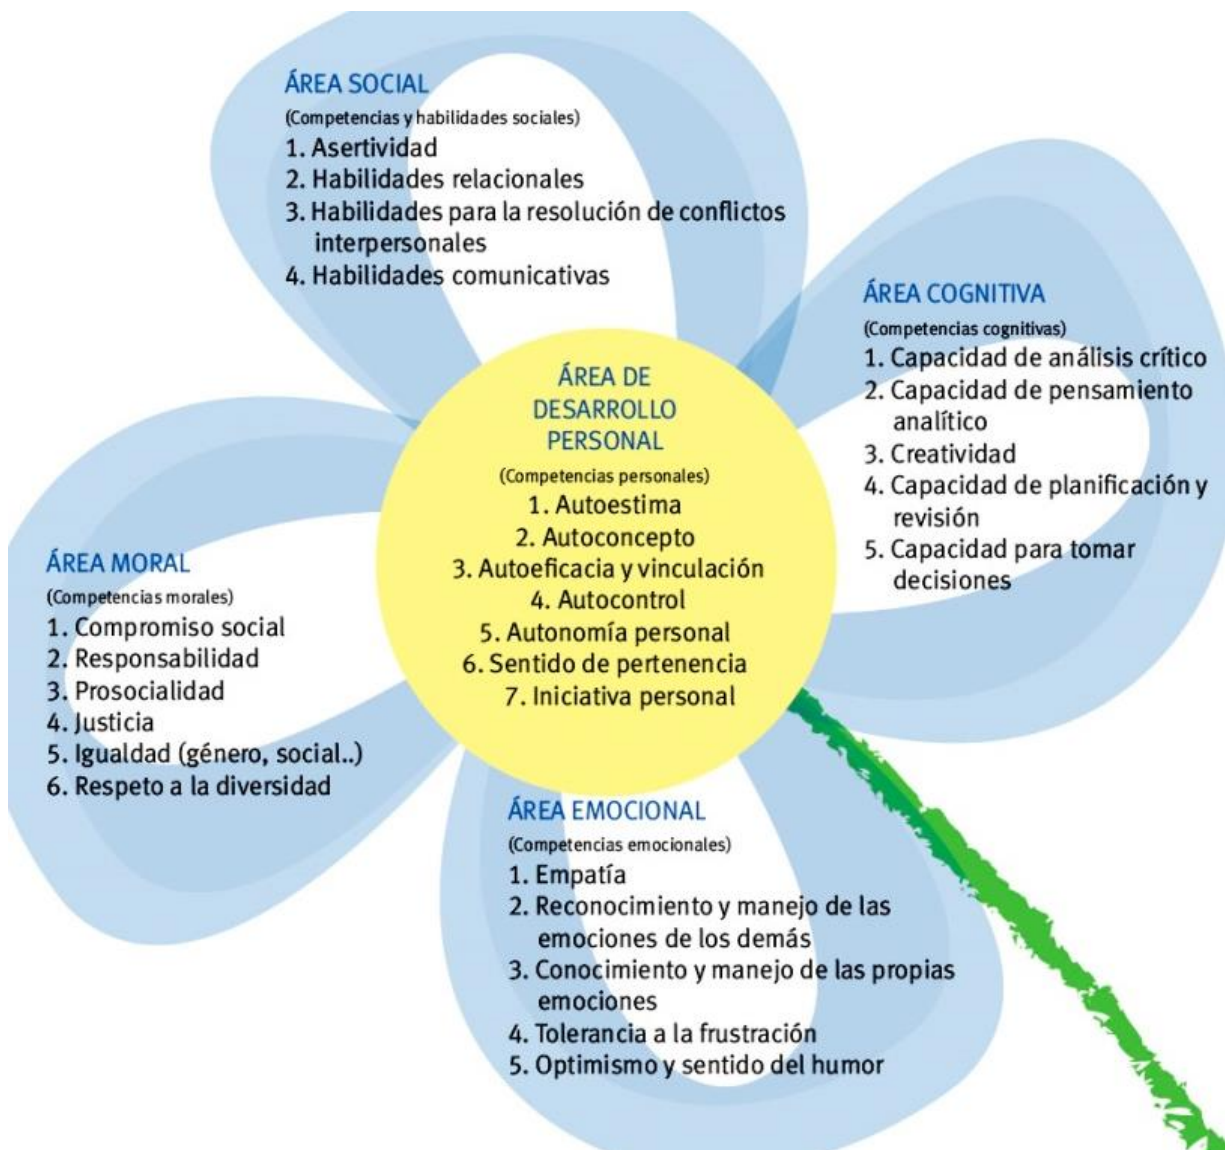 ÁREA SOCIAL
(Competencias y habilidades sociales)
1. Asertividad
2. Habilidades relacionales
3. Habilidades para la resolución de conflictos
interpersonales
4. Habilidades comunicativas
ÁREA COGNITIVA
(Competencias cognitivas)
1. Capacidad de análisis crítico
2. Capacidad de pensamiento
analítico
3. Creatividad
4. Capacidad de planificación y
revisión
5. Capacidad para tomar
decisiones
ÁREA DE
DESARROLLO
PERSONAL
(Competencias personales)
1. Autoestima
2. Autoconcepto
3. Autoeficacia y vinculación
4. Autocontrol
5. Autonomía personal
6. Sentido de pertenencia
7. Iniciativa personal
ÁREA MORAL
(Competencias morales)
1. Compromiso social
2. Responsabilidad
3. Prosocialidad
4. Justicia
5. Igualdad (género, social..)
6. Respeto a la diversidad
ÁREA EMOCIONAL
(Competencias emocionales)
1. Empatía
2. Reconocimiento y manejo de las
emociones de los demás
3. Conocimiento y manejo de las propias
emociones
4. Tolerancia a la frustración
5. Optimismo y sentido del humor